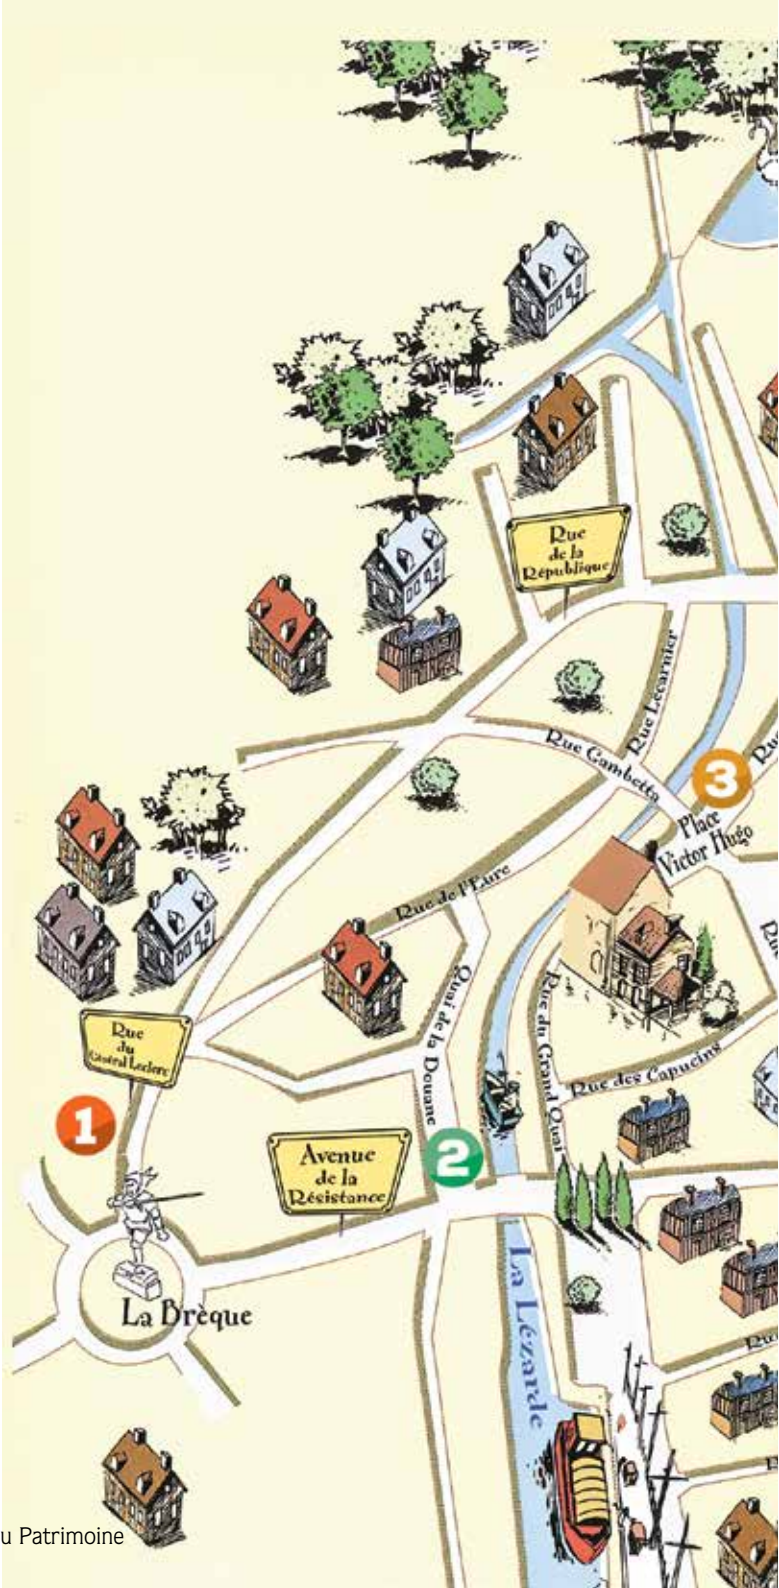 Rue
de la
République
Rue Lecarnier
Rue Gambetta
3
Place
Victor Hugo
Rue de l'Eure
Quai de la Douane
Rue du Grand Quai
Rue des Capucins
Rue
du
Général Leclerc
1
2
Avenue
de la
Résistance
La Brèque
La Lézarde
u Patrimoine